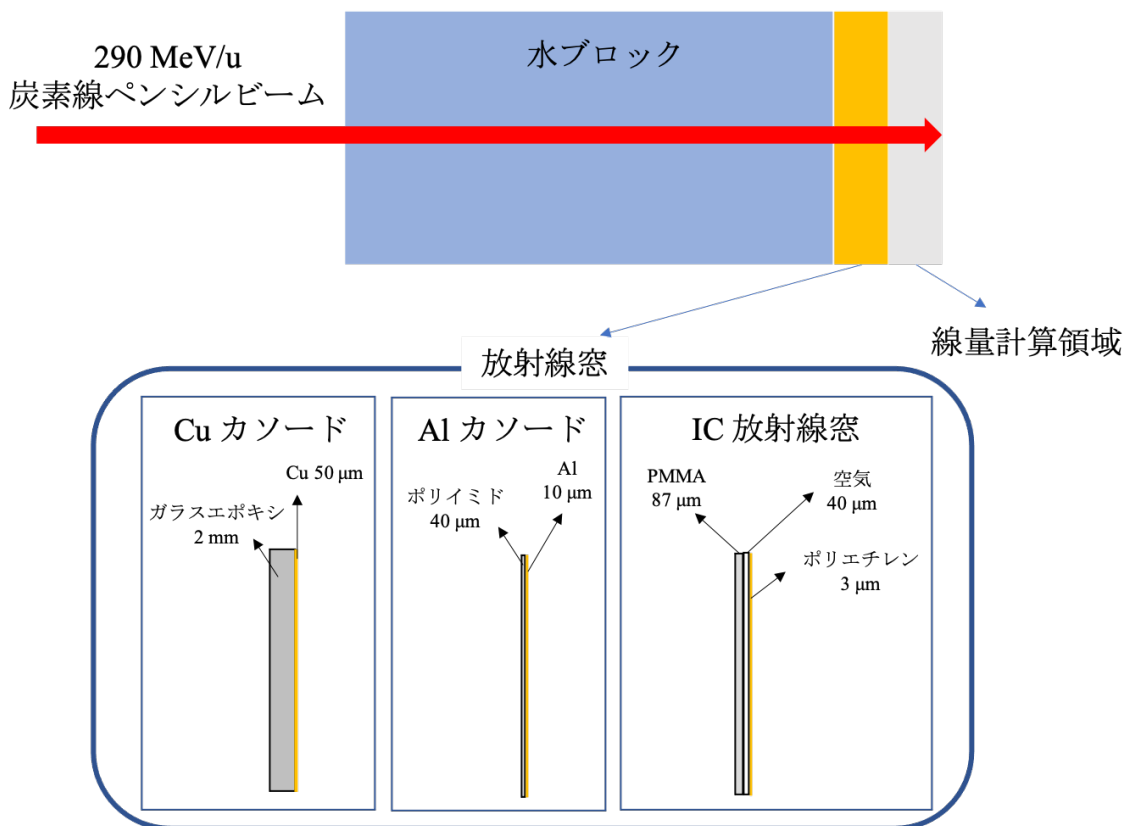 290 MeV/u
炭素線ペンシルビーム
水ブロック
線量計算領域
放射線窓
Cu カソード
Cu 50 μm
ガラスエポキシ
2 mm
Al カソード
Al
10 μm
ポリイミド
40 μm
IC 放射線窓
PMMA
87 μm
空気
40 μm
ポリエチレン
3 μm